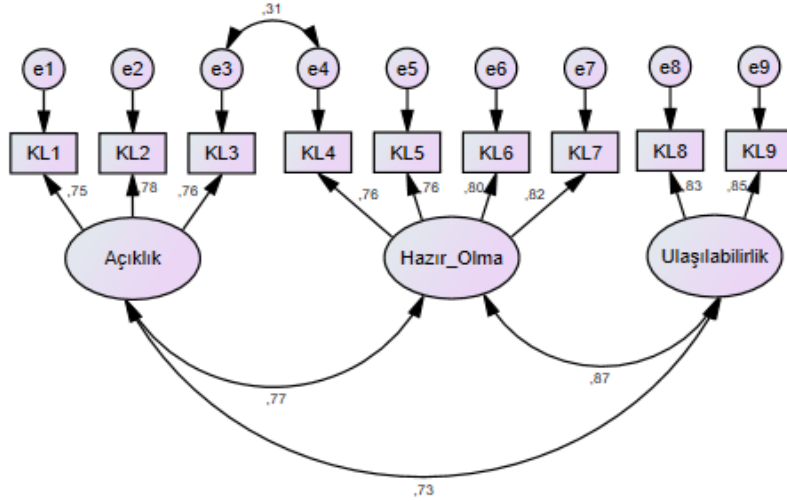 ,31
e1 e2 e3 e4 e5 e6 e7 e8 e9
KL1 KL2 KL3 KL4 KL5 KL6 KL7 KL8 KL9
,75 ,78 ,76 ,76 ,76 ,80 ,82 ,83 ,85
Açıklık Hazır_Olma Ulaşılabilirlik
,77 ,87
,73